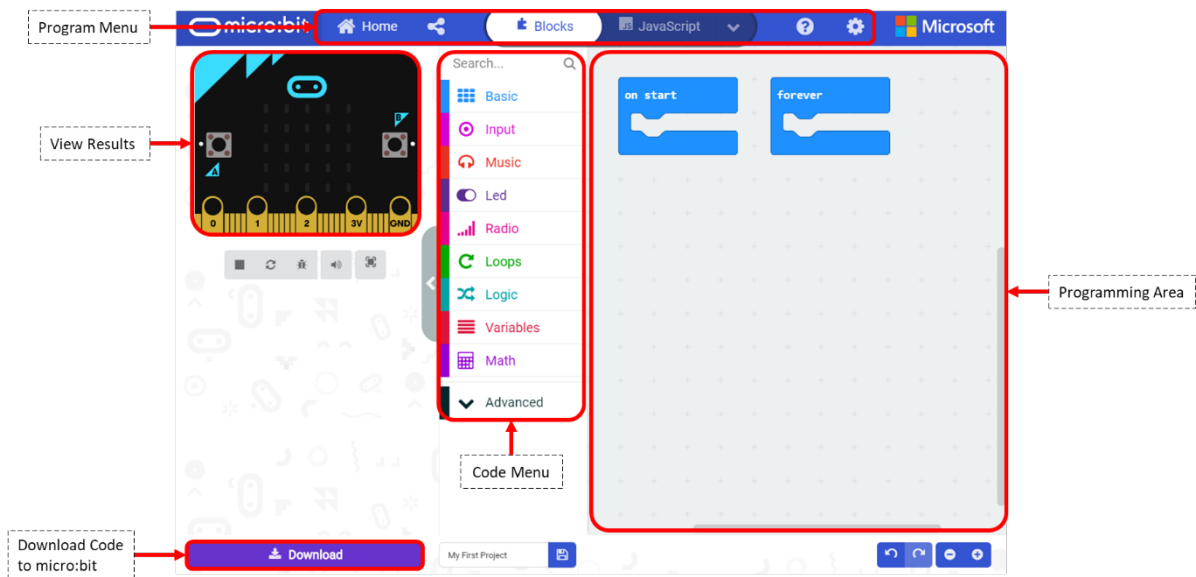 Program Menu
micro:bit
Home
Blocks
JS JavaScript
?
Microsoft
View Results
A
B
0 1 2 3V GND
Search...
Basic
Input
Music
Led
Radio
Loops
Logic
Variables
Math
Advanced
Code Menu
on start
forever
Programming Area
Download Code
to micro:bit
Download
My First Project